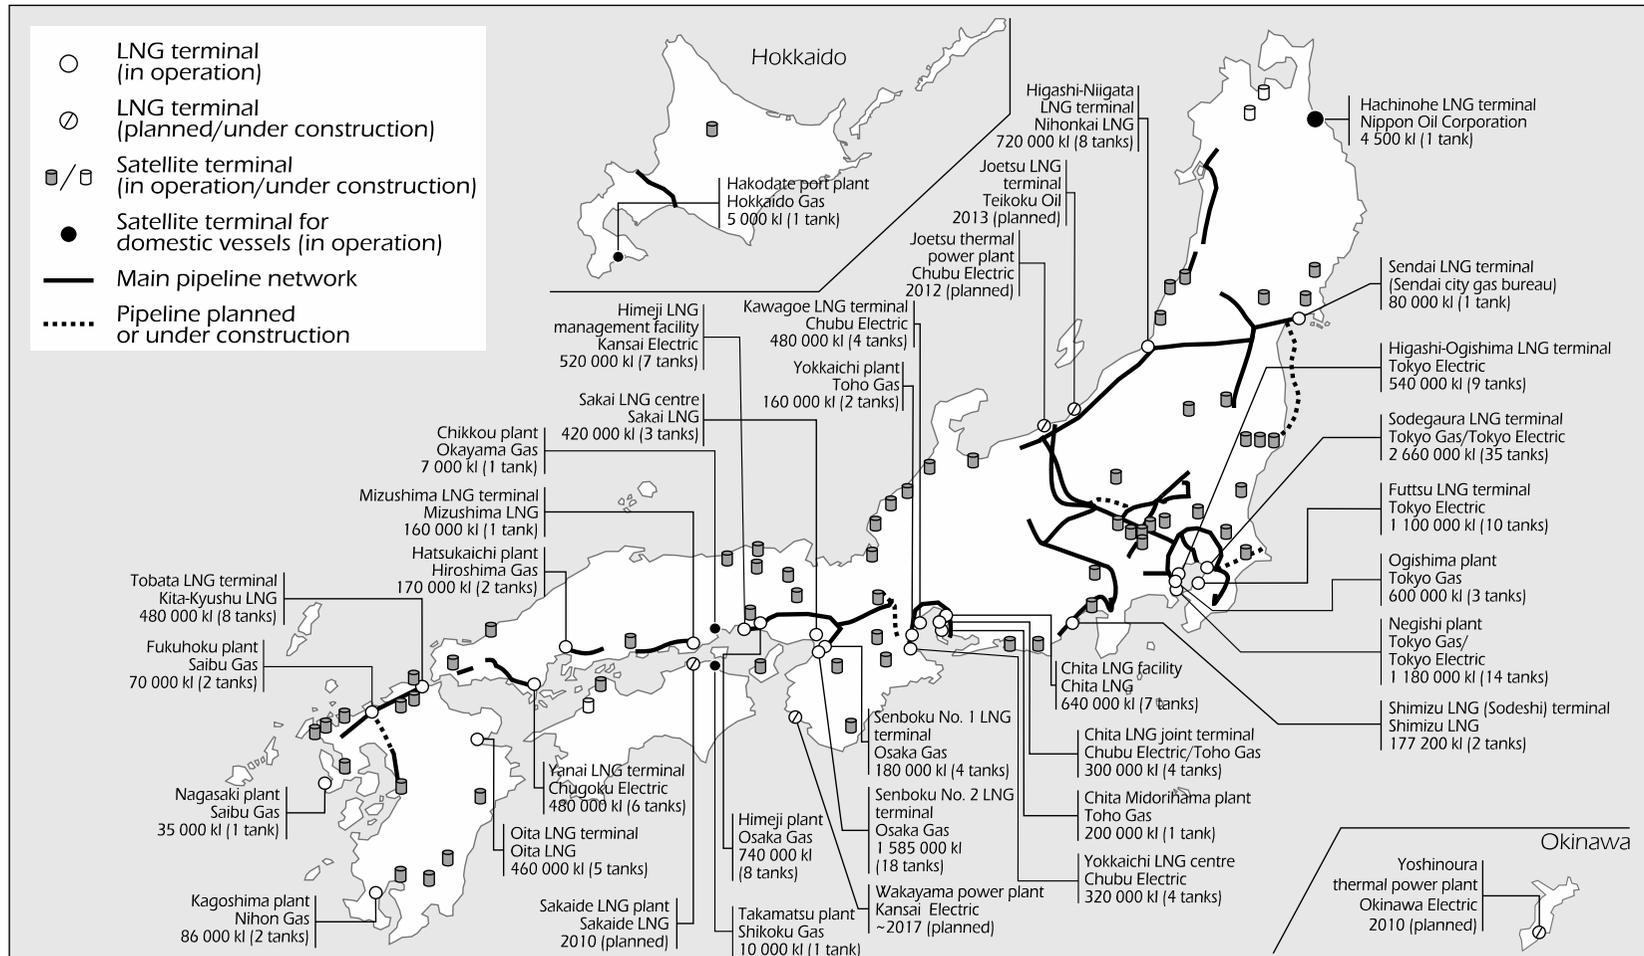 LNG terminal
(in operation)
LNG terminal
(planned/under construction)
Satellite terminal
(in operation/under construction)
Satellite terminal for
domestic vessels (in operation)
Main pipeline network
Pipeline planned
or under construction
Hokkaido
Hakodate port plant
Hokkaido Gas
5 000 kl (1 tank)
Higashi-Niigata
LNG terminal
Nihonkai LNG
720 000 kl (8 tanks)
Joetsu LNG
terminal
Teikoku Oil
2013 (planned)
Joetsu thermal
power plant
Chubu Electric
2012 (planned)
Hachinohe LNG terminal
Nippon Oil Corporation
4 500 kl (1 tank)
Sendai LNG terminal
(Sendai city gas bureau)
80 000 kl (1 tank)
Higashi-Ogishima LNG terminal
Tokyo Electric
540 000 kl (9 tanks)
Sodegaura LNG terminal
Tokyo Gas/Tokyo Electric
2 660 000 kl (35 tanks)
Futtsu LNG terminal
Tokyo Electric
1 100 000 kl (10 tanks)
Ogishima plant
Tokyo Gas
600 000 kl (3 tanks)
Negishi plant
Tokyo Gas/
Tokyo Electric
1 180 000 kl (14 tanks)
Shimizu LNG (Sodeshi) terminal
Shimizu LNG
177 200 kl (2 tanks)
Himeji LNG
management facility
Kansai Electric
520 000 kl (7 tanks)
Kawagoe LNG terminal
Chubu Electric
480 000 kl (4 tanks)
Yokkaichi plant
Toho Gas
160 000 kl (2 tanks)
Sakai LNG centre
Sakai LNG
420 000 kl (3 tanks)
Chikkou plant
Okayama Gas
7 000 kl (1 tank)
Mizushima LNG terminal
Mizushima LNG
160 000 kl (1 tank)
Hatsukaichi plant
Hiroshima Gas
170 000 kl (2 tanks)
Tobata LNG terminal
Kita-Kyushu LNG
480 000 kl (8 tanks)
Fukuhoku plant
Saibu Gas
70 000 kl (2 tanks)
Nagasaki plant
Saibu Gas
35 000 kl (1 tank)
Kagoshima plant
Nihon Gas
86 000 kl (2 tanks)
Yanai LNG terminal
Chugoku Electric
480 000 kl (6 tanks)
Oita LNG terminal
Oita LNG
460 000 kl (5 tanks)
Sakaide LNG plant
Sakaide LNG
2010 (planned)
Himeji plant
Osaka Gas
740 000 kl
(8 tanks)
Takamatsu plant
Shikoku Gas
10 000 kl (1 tank)
Senboku No. 1 LNG
terminal
Osaka Gas
180 000 kl (4 tanks)
Senboku No. 2 LNG
terminal
Osaka Gas
1 585 000 kl
(18 tanks)
Wakayama power plant
Kansai Electric
~2017 (planned)
Chita LNG facility
Chita LNG
640 000 kl (7 tanks)
Chita LNG joint terminal
Chubu Electric/Toho Gas
300 000 kl (4 tanks)
Chita Midorihama plant
Toho Gas
200 000 kl (1 tank)
Yokkaichi LNG centre
Chubu Electric
320 000 kl (4 tanks)
Okinawa
Yoshinoura
thermal power plant
Okinawa Electric
2010 (planned)